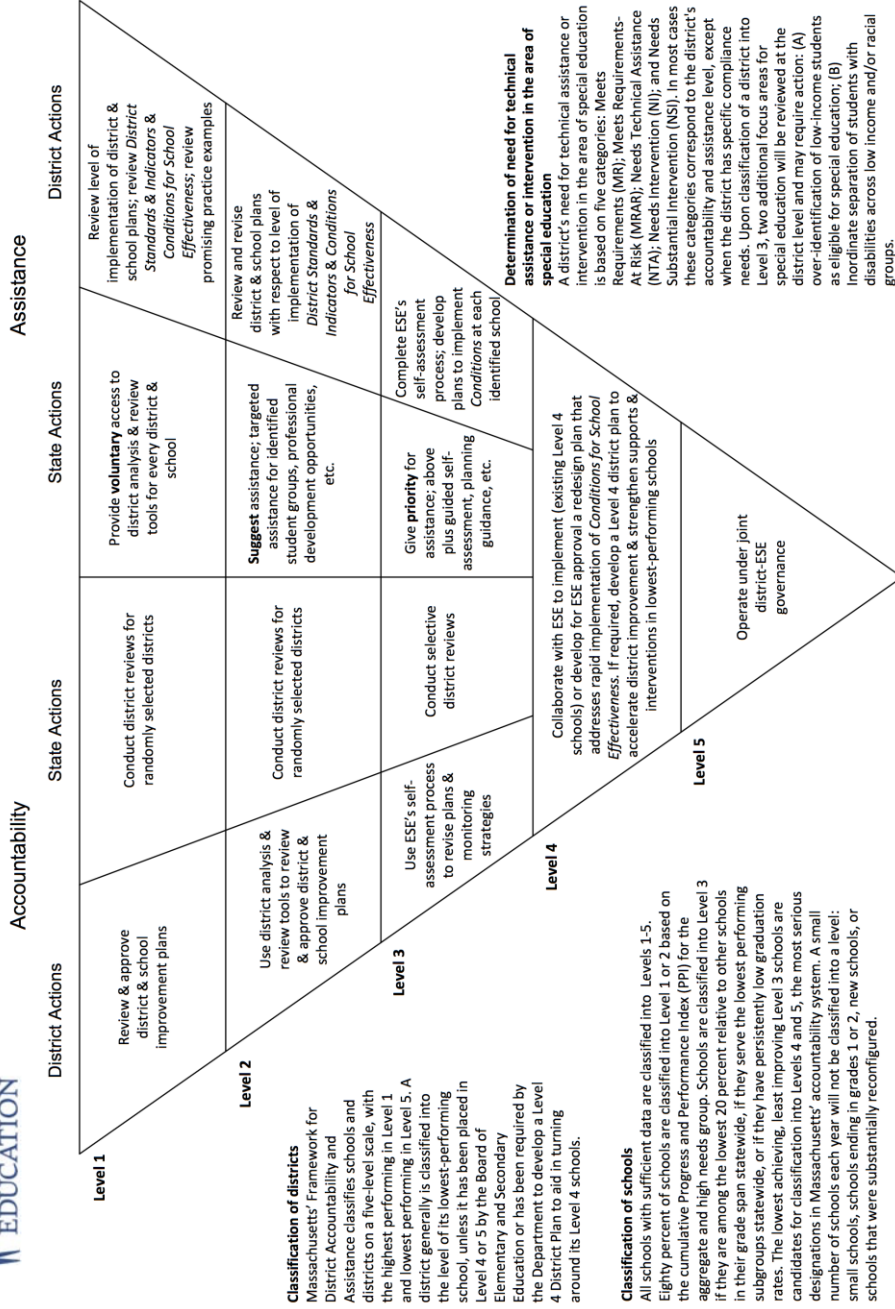 EDUCATION
Accountability
Assistance
District Actions
State Actions
State Actions
District Actions
Level 1
Review & approve
district & school
improvement plans
Conduct district reviews for
randomly selected districts
Provide voluntary access to
district analysis & review
tools for every district &
school
Review level of
implementation of district &
school plans; review District
Standards & Indicators &
Conditions for School
Effectiveness; review
promising practice examples
Level 2
Use district analysis &
review tools to review
& approve district &
school improvement
plans
Conduct district reviews for
randomly selected districts
Suggest assistance; targeted
assistance for identified
student groups, professional
development opportunities,
etc.
Review and revise
district & school plans
with respect to level of
implementation of
District Standards &
Indicators & Conditions
for School
Effectiveness
Level 3
Use ESE's self-
assessment process
to revise plans &
monitoring
strategies
Conduct selective
district reviews
Give priority for
assistance; above
plus guided self-
assessment, planning
guidance, etc.
Complete ESE's
self-assessment
process; develop
plans to implement
Conditions at each
identified school
Level 4
Collaborate with ESE to implement (existing Level 4
schools) or develop for ESE approval a redesign plan that
addresses rapid implementation of Conditions for School
Effectiveness. If required, develop a Level 4 district plan to
accelerate district improvement & strengthen supports &
interventions in lowest-performing schools
Level 5
Operate under joint
district-ESE
governance
Classification of districts
Massachusetts' Framework for
District Accountability and
Assistance classifies schools and
districts on a five-level scale, with
the highest performing in Level 1
and lowest performing in Level 5. A
district generally is classified into
the level of its lowest-performing
school, unless it has been placed in
Level 4 or 5 by the Board of
Elementary and Secondary
Education or has been required by
the Department to develop a Level
4 District Plan to aid in turning
around its Level 4 schools.
Classification of schools
All schools with sufficient data are classified into Levels 1-5.
Eighty percent of schools are classified into Level 1 or 2 based on
the cumulative Progress and Performance Index (PPI) for the
aggregate and high needs group. Schools are classified into Level 3
if they are among the lowest 20 percent relative to other schools
in their grade span statewide, if they serve the lowest performing
subgroups statewide, or if they have persistently low graduation
rates. The lowest achieving, least improving Level 3 schools are
candidates for classification into Levels 4 and 5, the most serious
designations in Massachusetts' accountability system. A small
number of schools each year will not be classified into a level:
small schools, schools ending in grades 1 or 2, new schools, or
schools that were substantially reconfigured.
Determination of need for technical
assistance or intervention in the area of
special education
A district's need for technical assistance or
intervention in the area of special education
is based on five categories: Meets
Requirements (MR); Meets Requirements-
At Risk (MRAR); Needs Technical Assistance
(NTA); Needs Intervention (NI); and Needs
Substantial Intervention (NSI). In most cases
these categories correspond to the district's
accountability and assistance level, except
when the district has specific compliance
needs. Upon classification of a district into
Level 3, two additional focus areas for
special education will be reviewed at the
district level and may require action: (A)
over-identification of low-income students
as eligible for special education; (B)
Inordinate separation of students with
disabilities across low income and/or racial
groups.